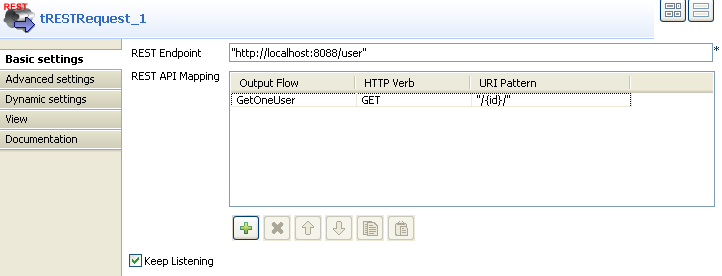 REST
tRESTRequest_1
Basic settings
Advanced settings
Dynamic settings
View
Documentation
REST Endpoint
"http://localhost:8088/user"
*
REST API Mapping
Output Flow HTTP Verb URI Pattern
GetOneUser GET "/{id}/"
Keep Listening